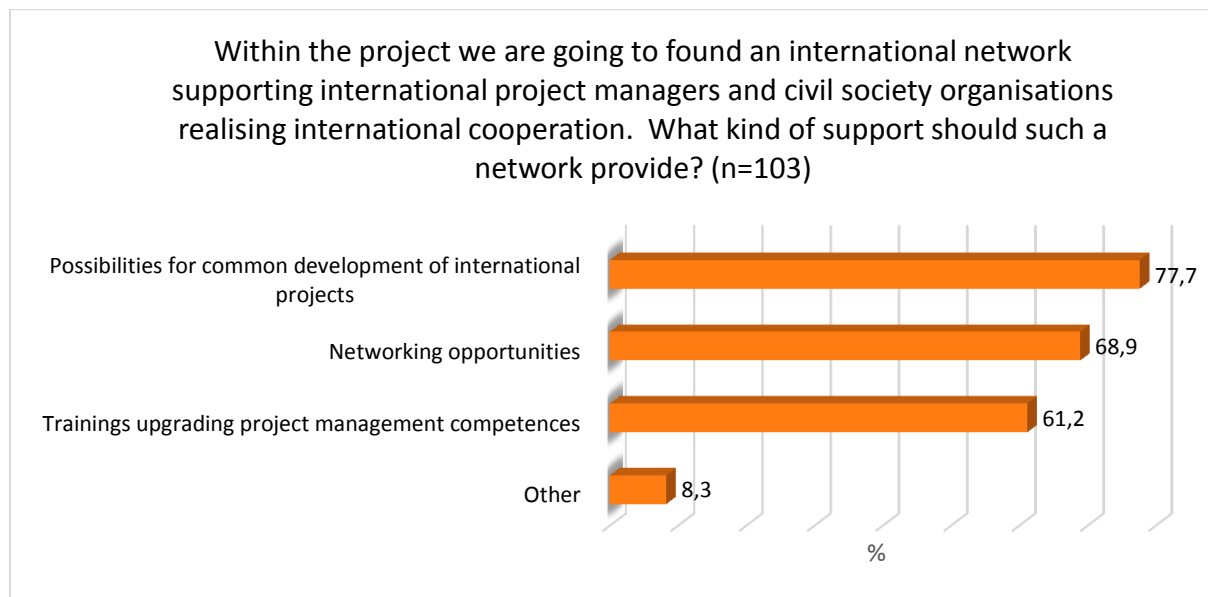 Within the project we are going to found an international network
supporting international project managers and civil society organisations
realising international cooperation.  What kind of support should such a
network provide? (n=103)
Possibilities for common development of international
projects
77,7
Networking opportunities
68,9
Trainings upgrading project management competences
61,2
Other
8,3
%